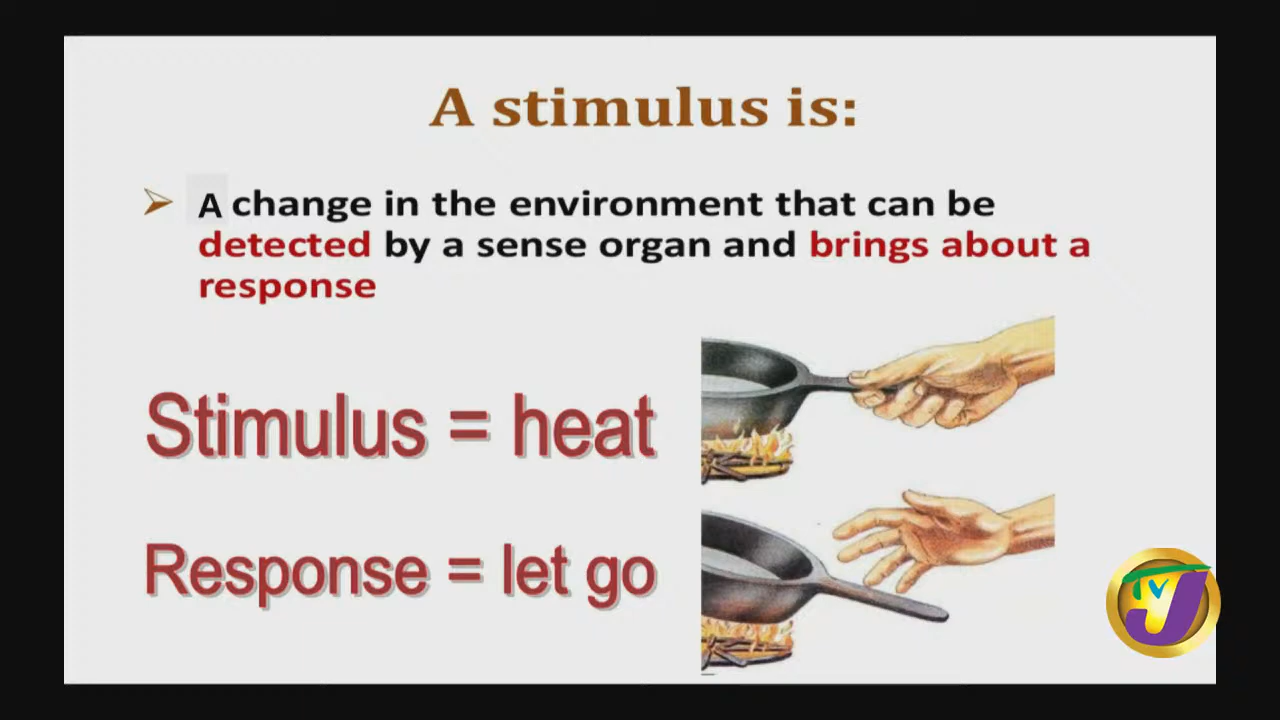 A stimulus is:
A change in the environment that can be
detected by a sense organ and brings about a
response
Stimulus = heat
Response = let go
TVJ